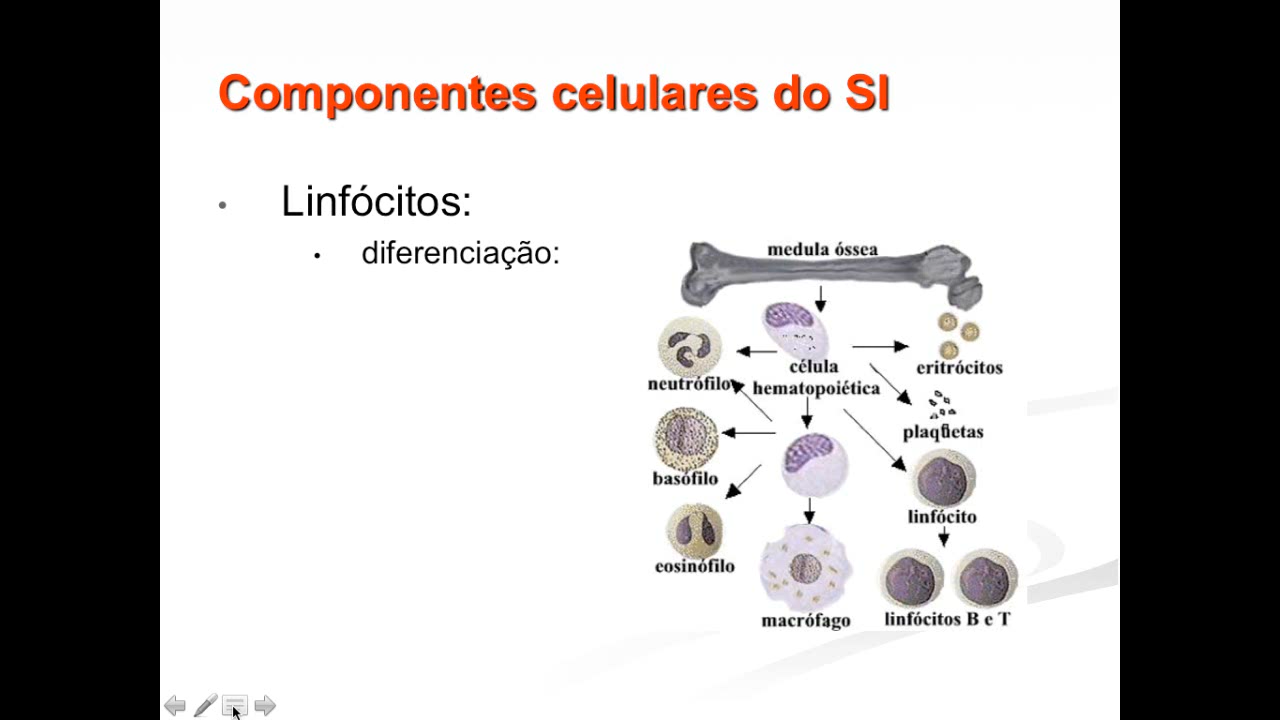 Componentes celulares do SI
• Linfócitos:
• diferenciação:
medula óssea
célula
hematopoiética
neutrófilo
eritrócitos
plaquetas
basófilo
linfócito
eosinófilo
macrófago
linfócitos B e T